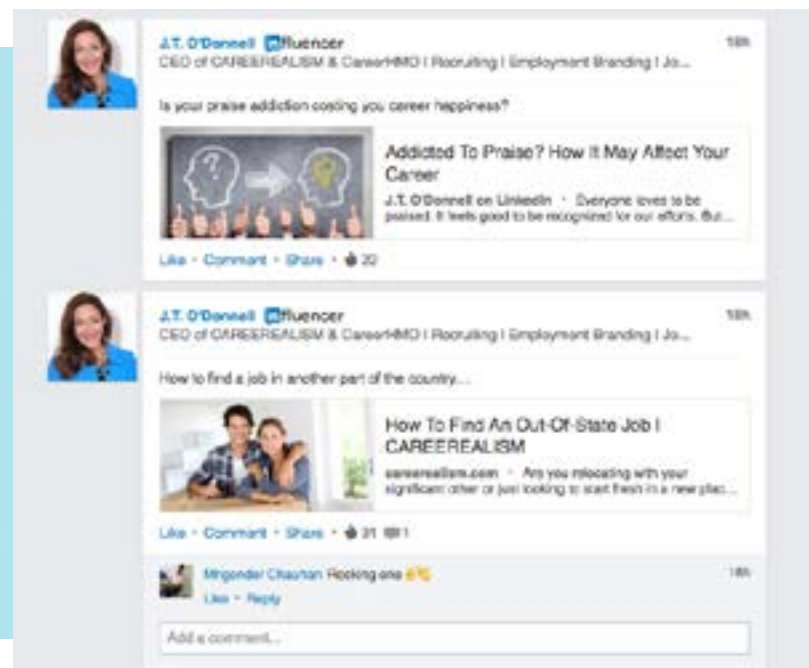 J.T. O'Donnell influencer
CEO of CAREEREALISM & CareerHMO I Recruiting I Employment Branding I Jo...
Is your praise addiction costing you career happiness?
Addicted To Praise? How It May Affect Your
Career
J.T. O'Donnell on LinkedIn · Everyone loves to be
praised. It feels good to be recognized for our efforts. But...
Like · Comment · Share ·
J.T. O'Donnell influencer
CEO of CAREEREALISM & CareerHMO I Recruiting I Employment Branding I Jo...
How to find a job in another part of the country...
How To Find An Out-Of-State Job I
CAREEREALISM
careerealism.com · Are you relocating with your
significant other or just looking to start fresh in a new plac...
Like · Comment · Share · 31 1
Chauhan Rocking one
Like · Reply
Add a comment...